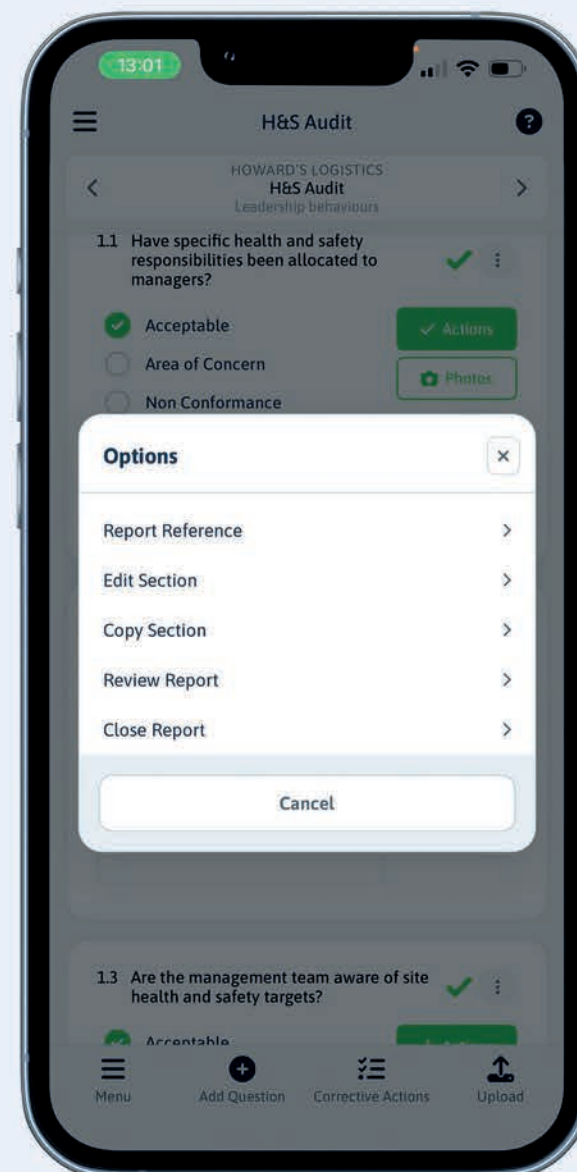 13:01
H&S Audit
HOWARD'S LOGISTICS
H&S Audit
Leadership behaviours
1.1 Have specific health and safety
responsibilities been allocated to
managers?
Acceptable
Actions
Area of Concern
Photos
Non Conformance
Options
Report Reference
Edit Section
Copy Section
Review Report
Close Report
Cancel
1.3 Are the management team aware of site
health and safety targets?
Acceptable
Menu
Add Question
Corrective Actions
Upload